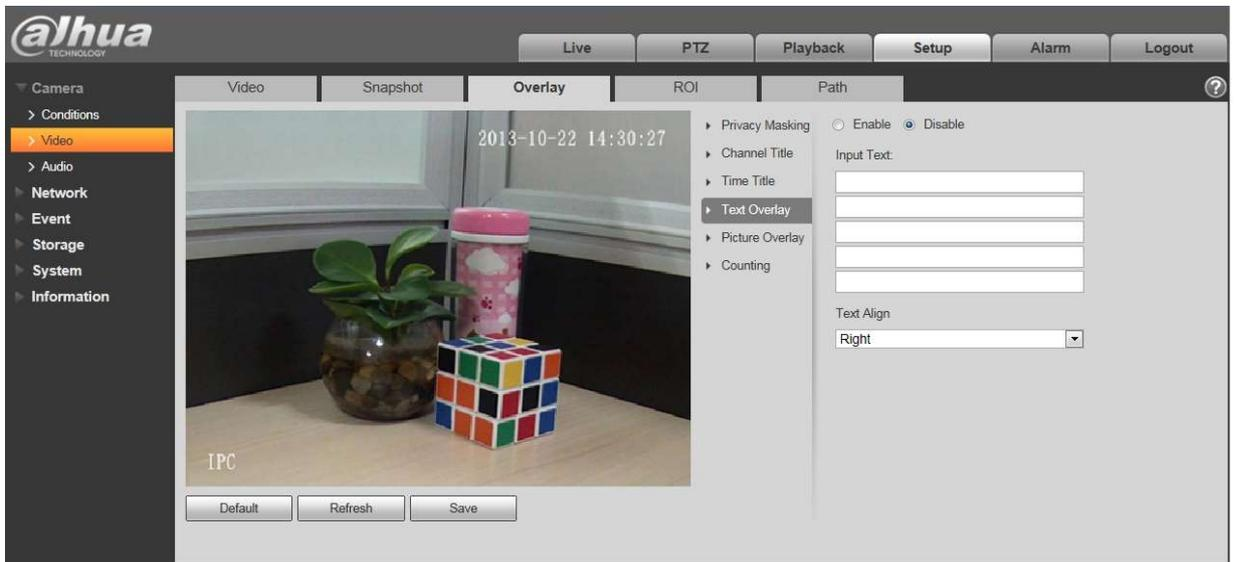 alhua
TECHNOLOGY
Live PTZ Playback Setup Alarm Logout
Camera
Conditions
Video
Audio
Network
Event
Storage
System
Information
Video Snapshot Overlay ROI Path
?
2013-10-22 14:30:27
IPC
Default Refresh Save
Privacy Masking
Channel Title
Time Title
Text Overlay
Picture Overlay
Counting
Enable Disable
Input Text:
Text Align
Right